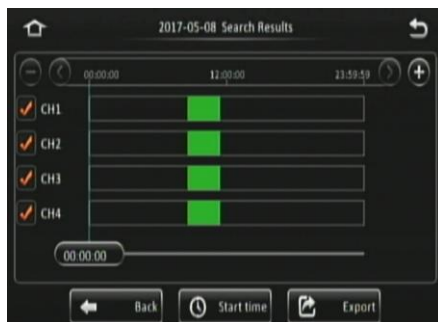 2017-05-08 Search Results
00:00:00 12:00:00 23:59:59
CH1
CH2
CH3
CH4
00:00:00
Back Start time Export